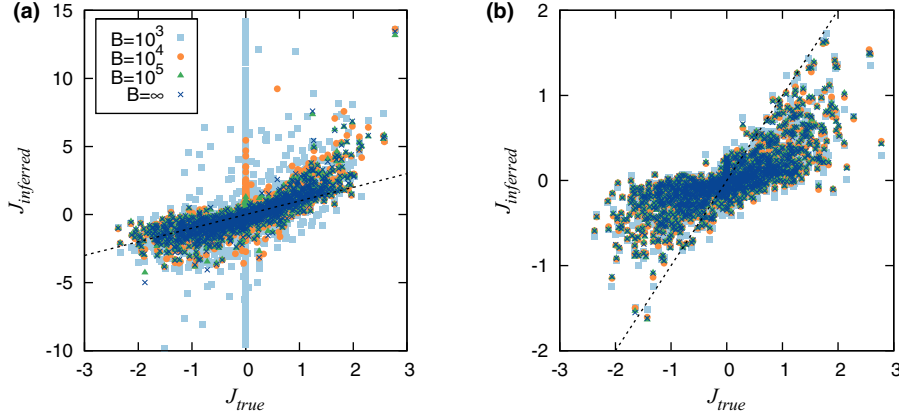 (a)
15
10
5
0
-5
-10
J_inferred
B=10^3
B=10^4
B=10^5
B=∞
-3 -2 -1 0 1 2 3
J_true
(b)
2
1
0
-1
-2
J_inferred
-3 -2 -1 0 1 2 3
J_true